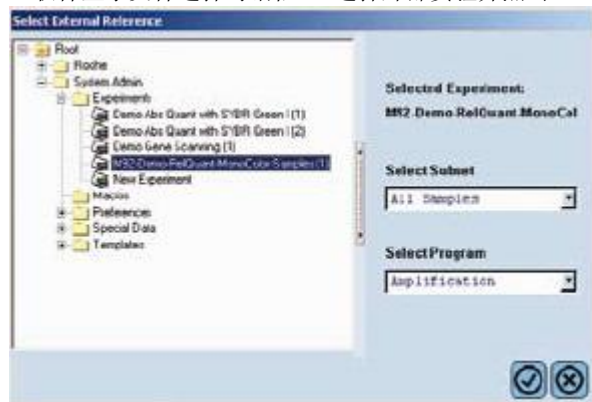 Select External Reference
Root
Roche
System Admin
Experiments
Demo Abs Quant with SYBR Green I (1)
Demo Abs Quant with SYBR Green I (2)
Demo Gene Scanning (1)
M92-Demo-RelQuant-MonoColor Samples (1)
New Experiment
Macros
Preferences
Special Data
Templates
Selected Experiment:
M92-Demo-RelQuant-MonoCol
Select Subset
All Samples
Select Program
Amplification